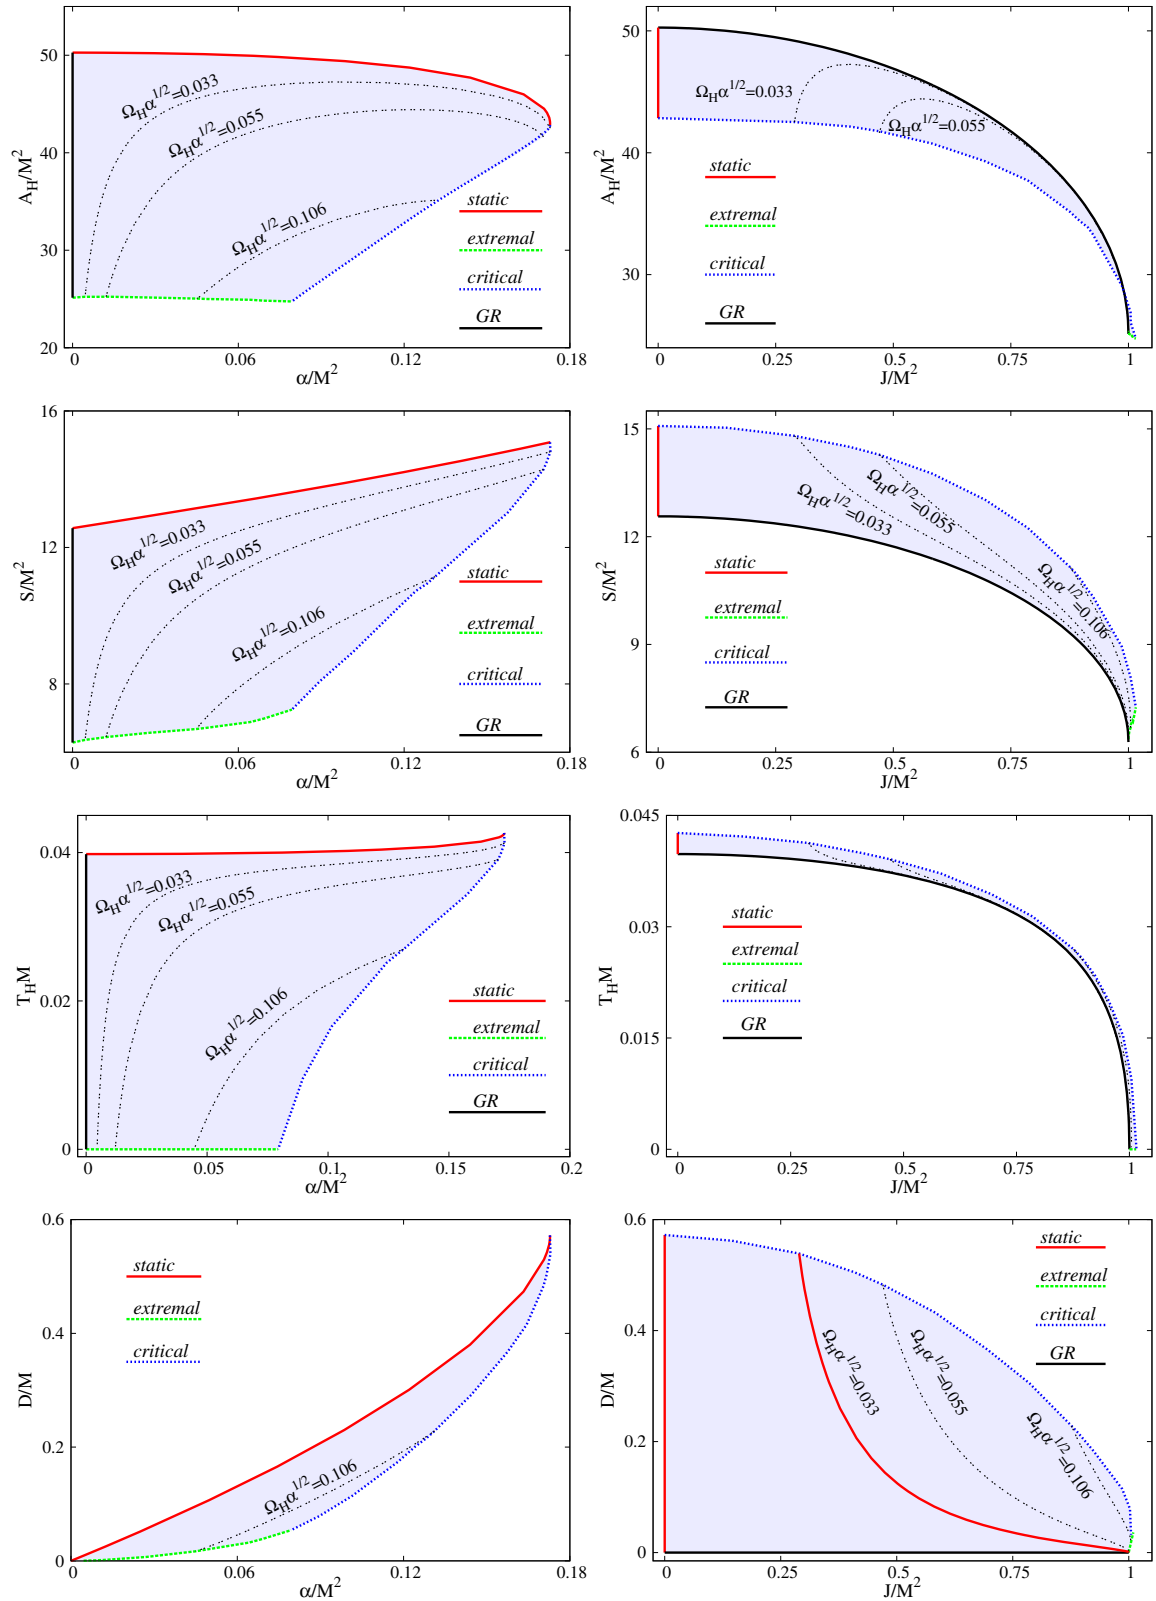 50
40
30
20
A_H/M^2
Ω_Hα^{1/2}=0.033
Ω_Hα^{1/2}=0.055
Ω_Hα^{1/2}=0.106
static
extremal
critical
GR
0
0.06
0.12
0.18
α/M^2
50
40
30
A_H/M^2
Ω_Hα^{1/2}=0.033
Ω_Hα^{1/2}=0.055
static
extremal
critical
GR
0
0.25
0.5
0.75
1
J/M^2
16
12
8
S/M^2
Ω_Hα^{1/2}=0.033
Ω_Hα^{1/2}=0.055
Ω_Hα^{1/2}=0.106
static
extremal
critical
GR
0
0.06
0.12
0.18
α/M^2
15
12
9
6
S/M^2
Ω_Hα^{1/2}=0.055
Ω_Hα^{1/2}=0.033
Ω_Hα^{1/2}=0.106
static
extremal
critical
GR
0
0.25
0.5
0.75
1
J/M^2
0.04
0.02
0
T_HM
Ω_Hα^{1/2}=0.033
Ω_Hα^{1/2}=0.055
Ω_Hα^{1/2}=0.106
static
extremal
critical
GR
0
0.05
0.1
0.15
0.2
α/M^2
0.045
0.03
0.015
0
T_HM
static
extremal
critical
GR
0
0.25
0.5
0.75
1
J/M^2
0.6
0.4
0.2
0
D/M
static
extremal
critical
Ω_Hα^{1/2}=0.106
0
0.06
0.12
0.18
α/M^2
0.6
0.4
0.2
0
D/M
static
extremal
critical
GR
Ω_Hα^{1/2}=0.033
Ω_Hα^{1/2}=0.055
Ω_Hα^{1/2}=0.106
0
0.25
0.5
0.75
1
J/M^2